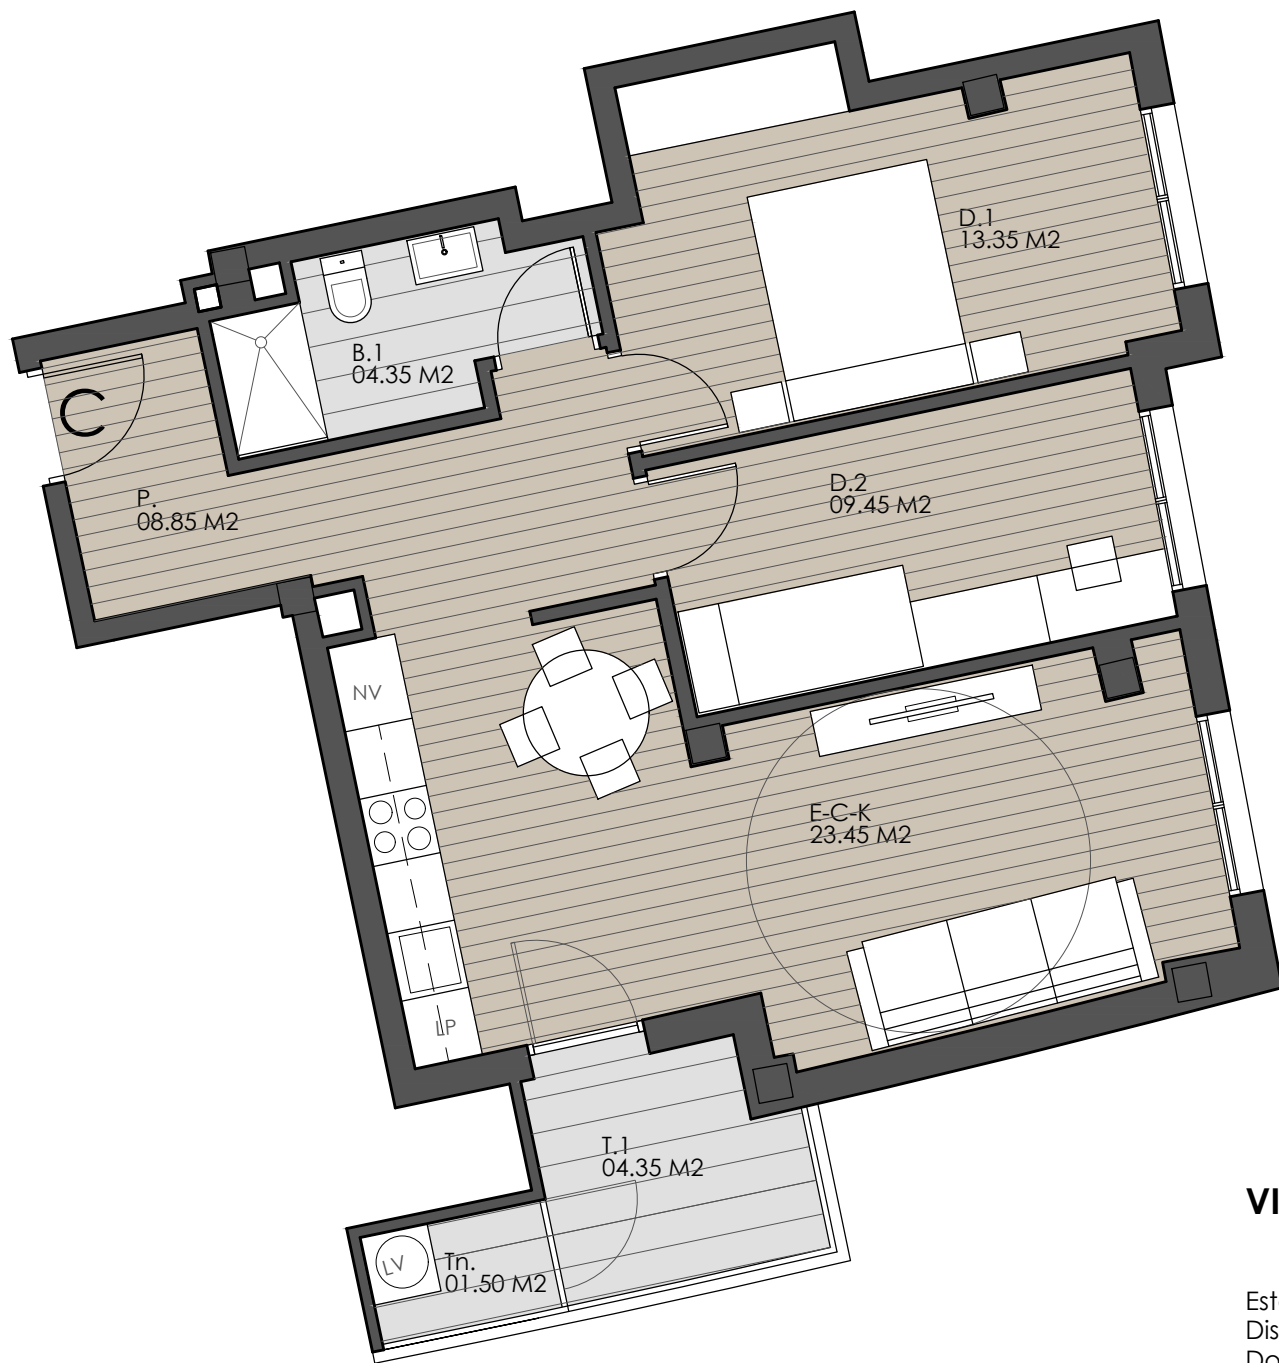 D.1
13.35 M2
B.1
04.35 M2
C
P.
08.85 M2
D.2
09.45 M2
NV
E-C-K
23.45 M2
LP
T.1
04.35 M2
LV
Tn.
01.50 M2
VI
Est
Dis